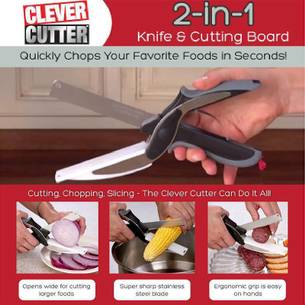 CLEVER
CUTTER
2-in-1
Knife & Cutting Board
Quickly Chops Your Favorite Foods in Seconds!
Cutting, Chopping, Slicing - The Clever Cutter Can Do It All!
Opens wide for cutting
larger foods
Super sharp stainless
steel blade
Ergonomic grip is easy
on hands